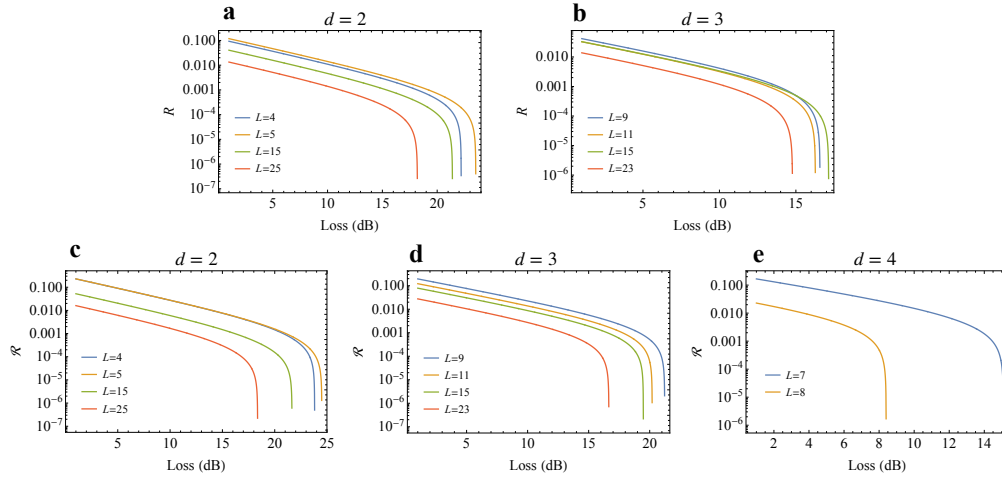 a
d = 2
R
0.100
0.010
0.001
10⁻⁴
10⁻⁵
10⁻⁶
10⁻⁷
L=4
L=5
L=15
L=25
5 10 15 20
Loss (dB)
b
d = 3
R
0.010
0.001
10⁻⁴
10⁻⁵
10⁻⁶
L=9
L=11
L=15
L=23
5 10 15
Loss (dB)
c
d = 2
ℛ
0.100
0.010
0.001
10⁻⁴
10⁻⁵
10⁻⁶
10⁻⁷
L=4
L=5
L=15
L=25
5 10 15 20 25
Loss (dB)
d
d = 3
ℛ
0.100
0.010
0.001
10⁻⁴
10⁻⁵
10⁻⁶
10⁻⁷
L=9
L=11
L=15
L=23
5 10 15 20
Loss (dB)
e
d = 4
ℛ
0.100
0.010
0.001
10⁻⁴
10⁻⁵
10⁻⁶
L=7
L=8
2 4 6 8 10 12 14
Loss (dB)